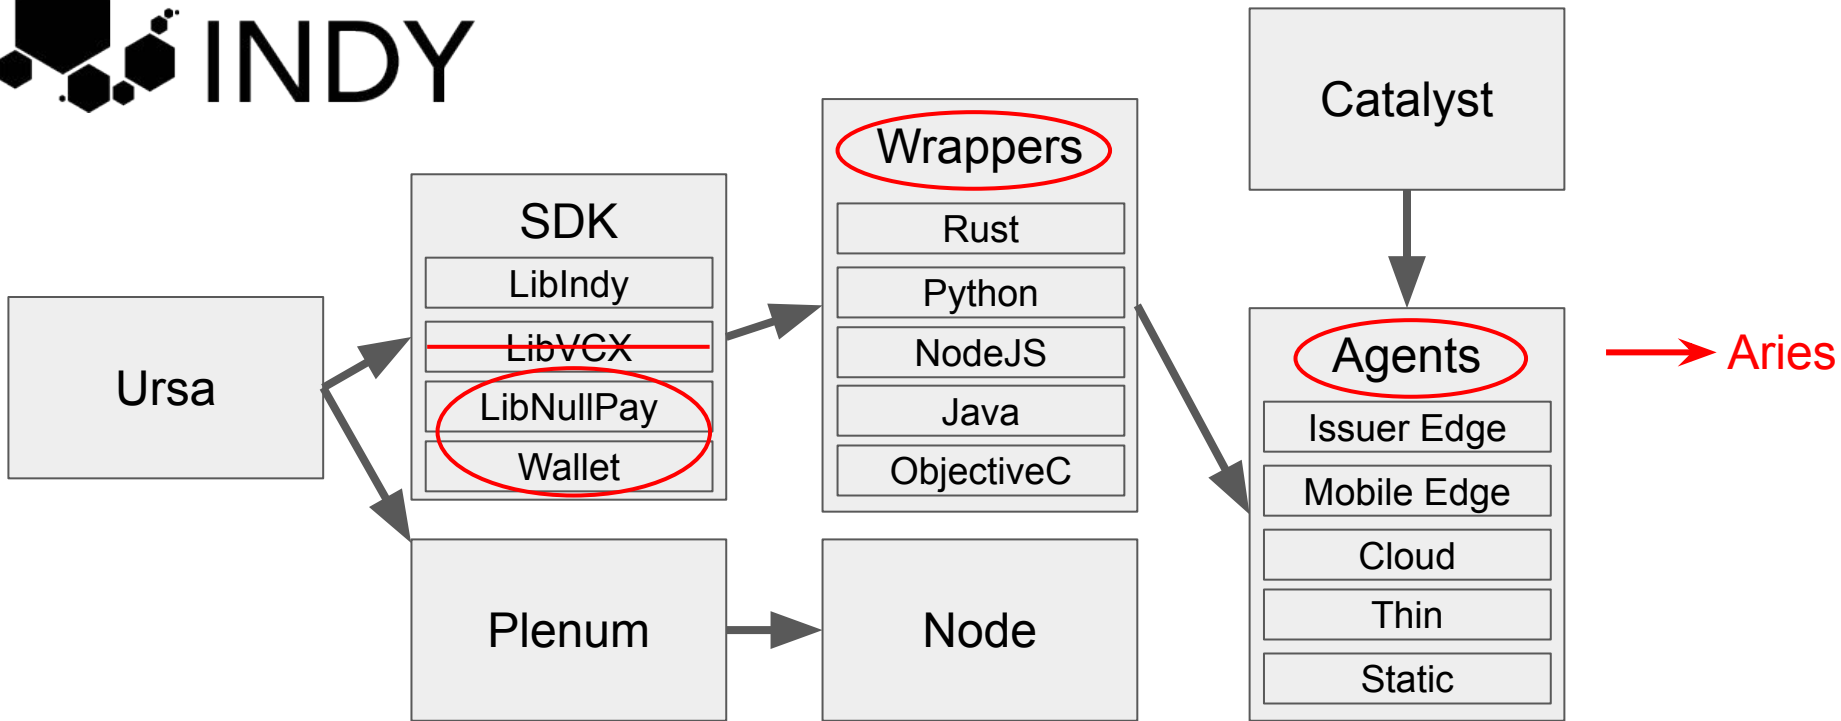 INDY
Ursa
SDK
LibIndy
LibVCX
LibNullPay
Wallet
Plenum
Wrappers
Rust
Python
NodeJS
Java
ObjectiveC
Node
Catalyst
Agents
Issuer Edge
Mobile Edge
Cloud
Thin
Static
Aries